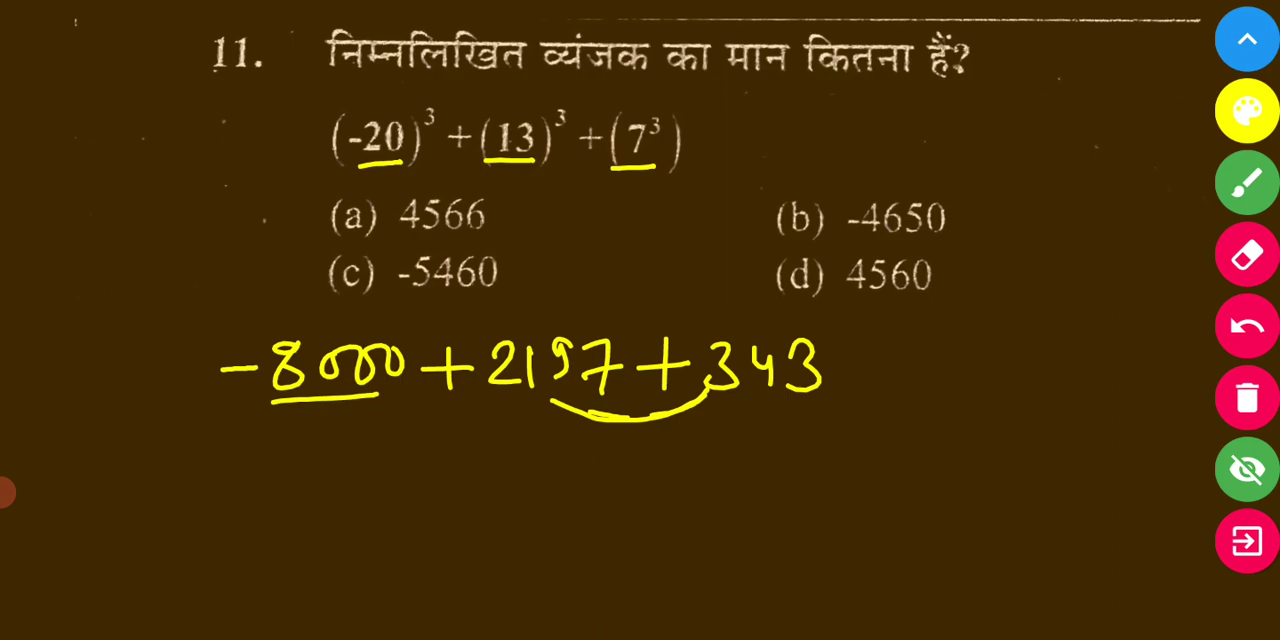 11. निम्नलिखित व्यंजक का मान कितना हैं?
(-20)³ + (13)³ + (7³)
(a) 4566 (b) -4650
(c) -5460 (d) 4560
-8000 + 2197 + 343